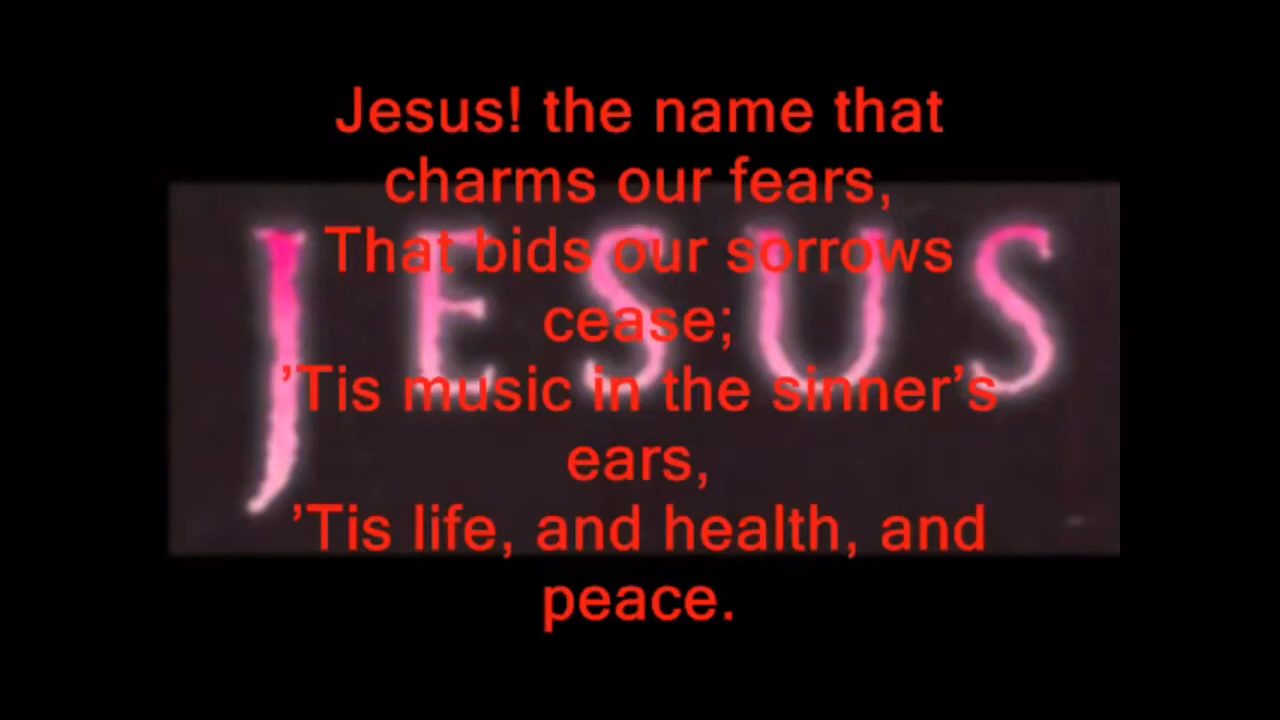 Jesus! the name that
charms our fears,
JESUS
That bids our sorrows
cease;
’Tis music in the sinner’s
ears,
’Tis life, and health, and
peace.